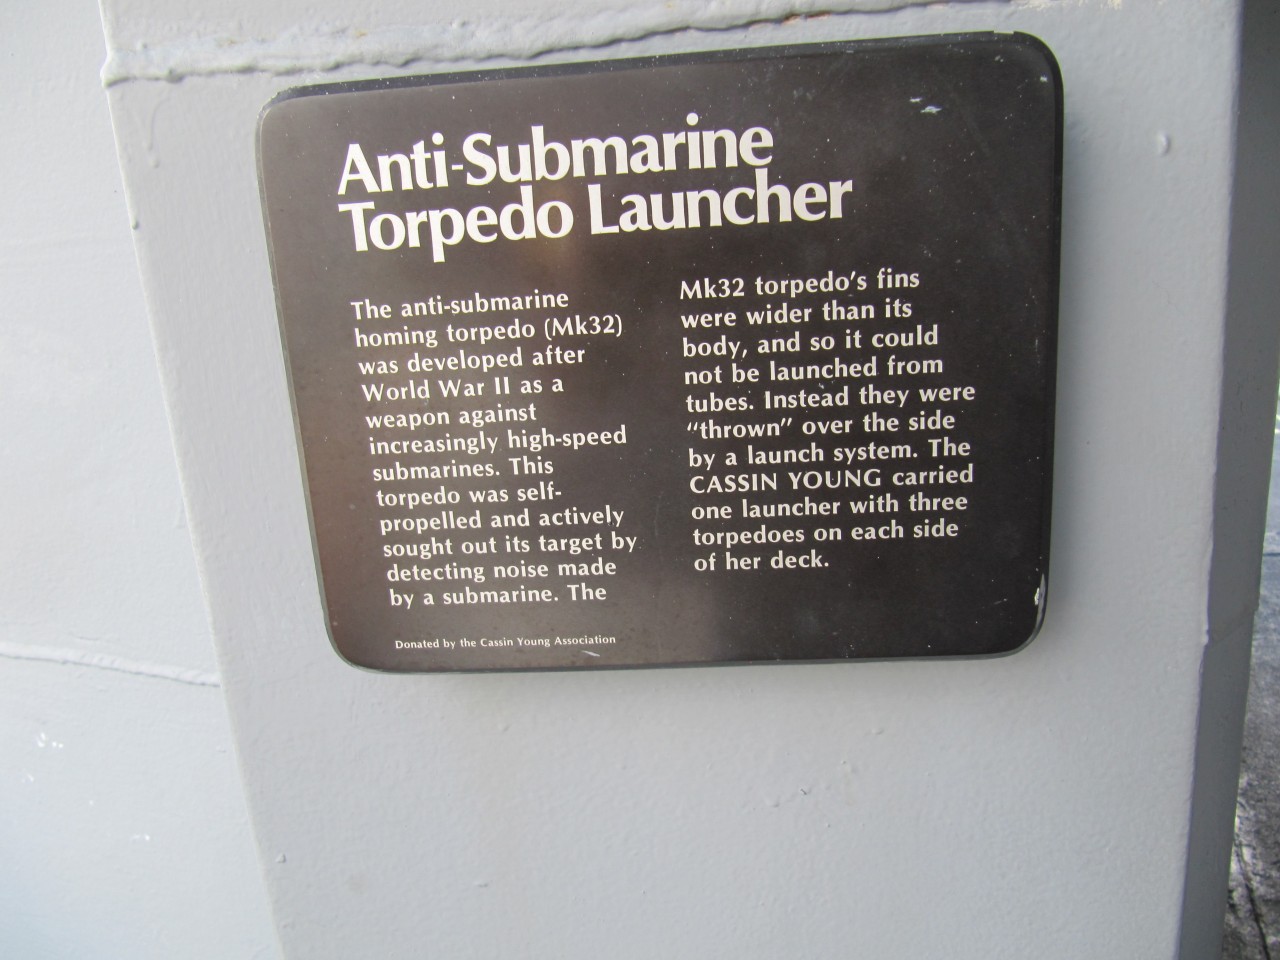 Anti-Submarine
Torpedo Launcher
The anti-submarine
homing torpedo (Mk32)
was developed after
World War II as a
weapon against
increasingly high-speed
submarines. This
torpedo was self-
propelled and actively
sought out its target by
detecting noise made
by a submarine. The
Mk32 torpedo's fins
were wider than its
body, and so it could
not be launched from
tubes. Instead they were
“thrown” over the side
by a launch system. The
CASSIN YOUNG carried
one launcher with three
torpedoes on each side
of her deck.
Donated by the Cassin Young Association